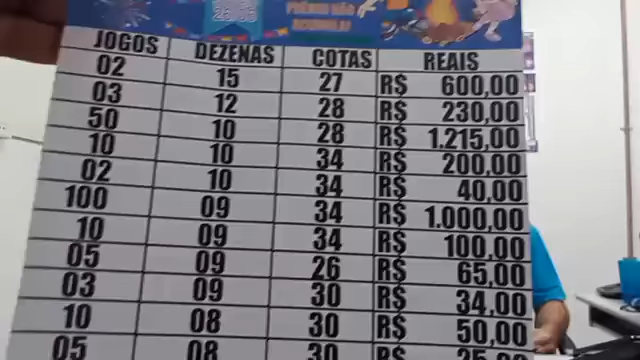 PRÊMIO NÃO
ACUMULA!
JOGOS DEZENAS COTAS REAIS
02 15 27 R$ 600,00
03 12 28 R$ 230,00
50 10 28 R$ 1.215,00
10 10 34 R$ 200,00
02 10 34 R$ 40,00
100 09 34 R$ 1.000,00
10 09 34 R$ 100,00
05 09 26 R$ 65,00
03 09 30 R$ 34,00
10 08 30 R$ 50,00
05 08 30 R$